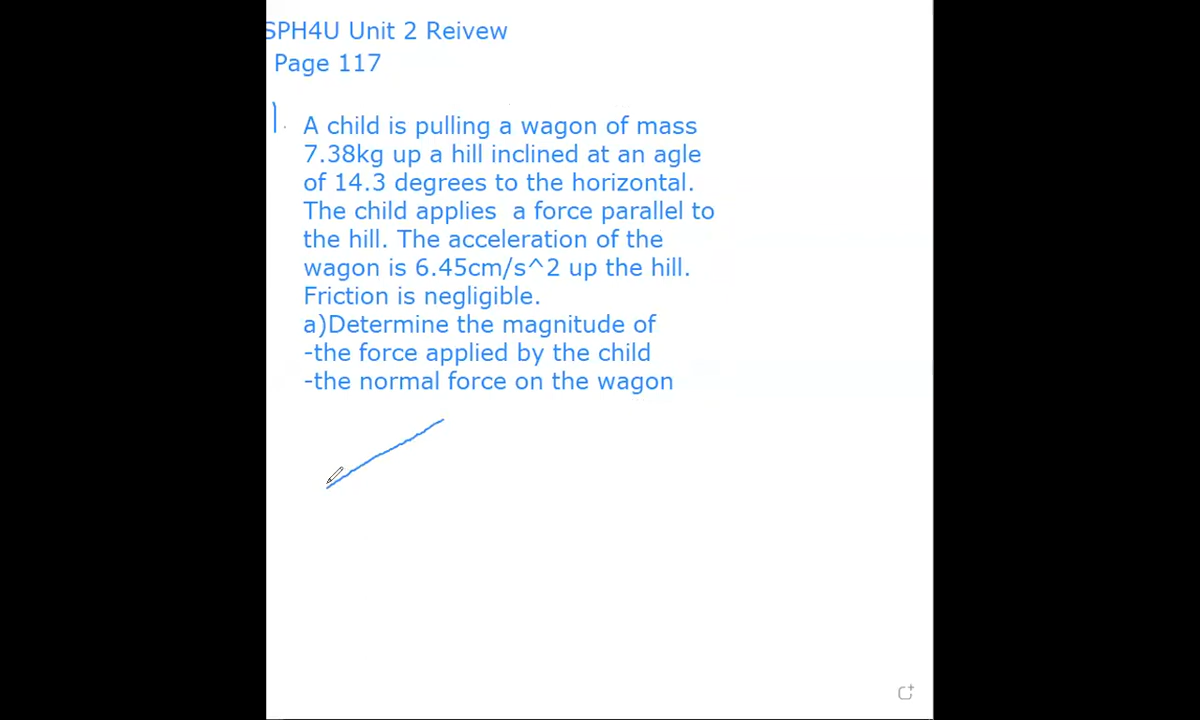 SPH4U Unit 2 Reivew
Page 117
1.
A child is pulling a wagon of mass
7.38kg up a hill inclined at an agle
of 14.3 degrees to the horizontal.
The child applies  a force parallel to
the hill. The acceleration of the
wagon is 6.45cm/s^2 up the hill.
Friction is negligible.
a)Determine the magnitude of
-the force applied by the child
-the normal force on the wagon